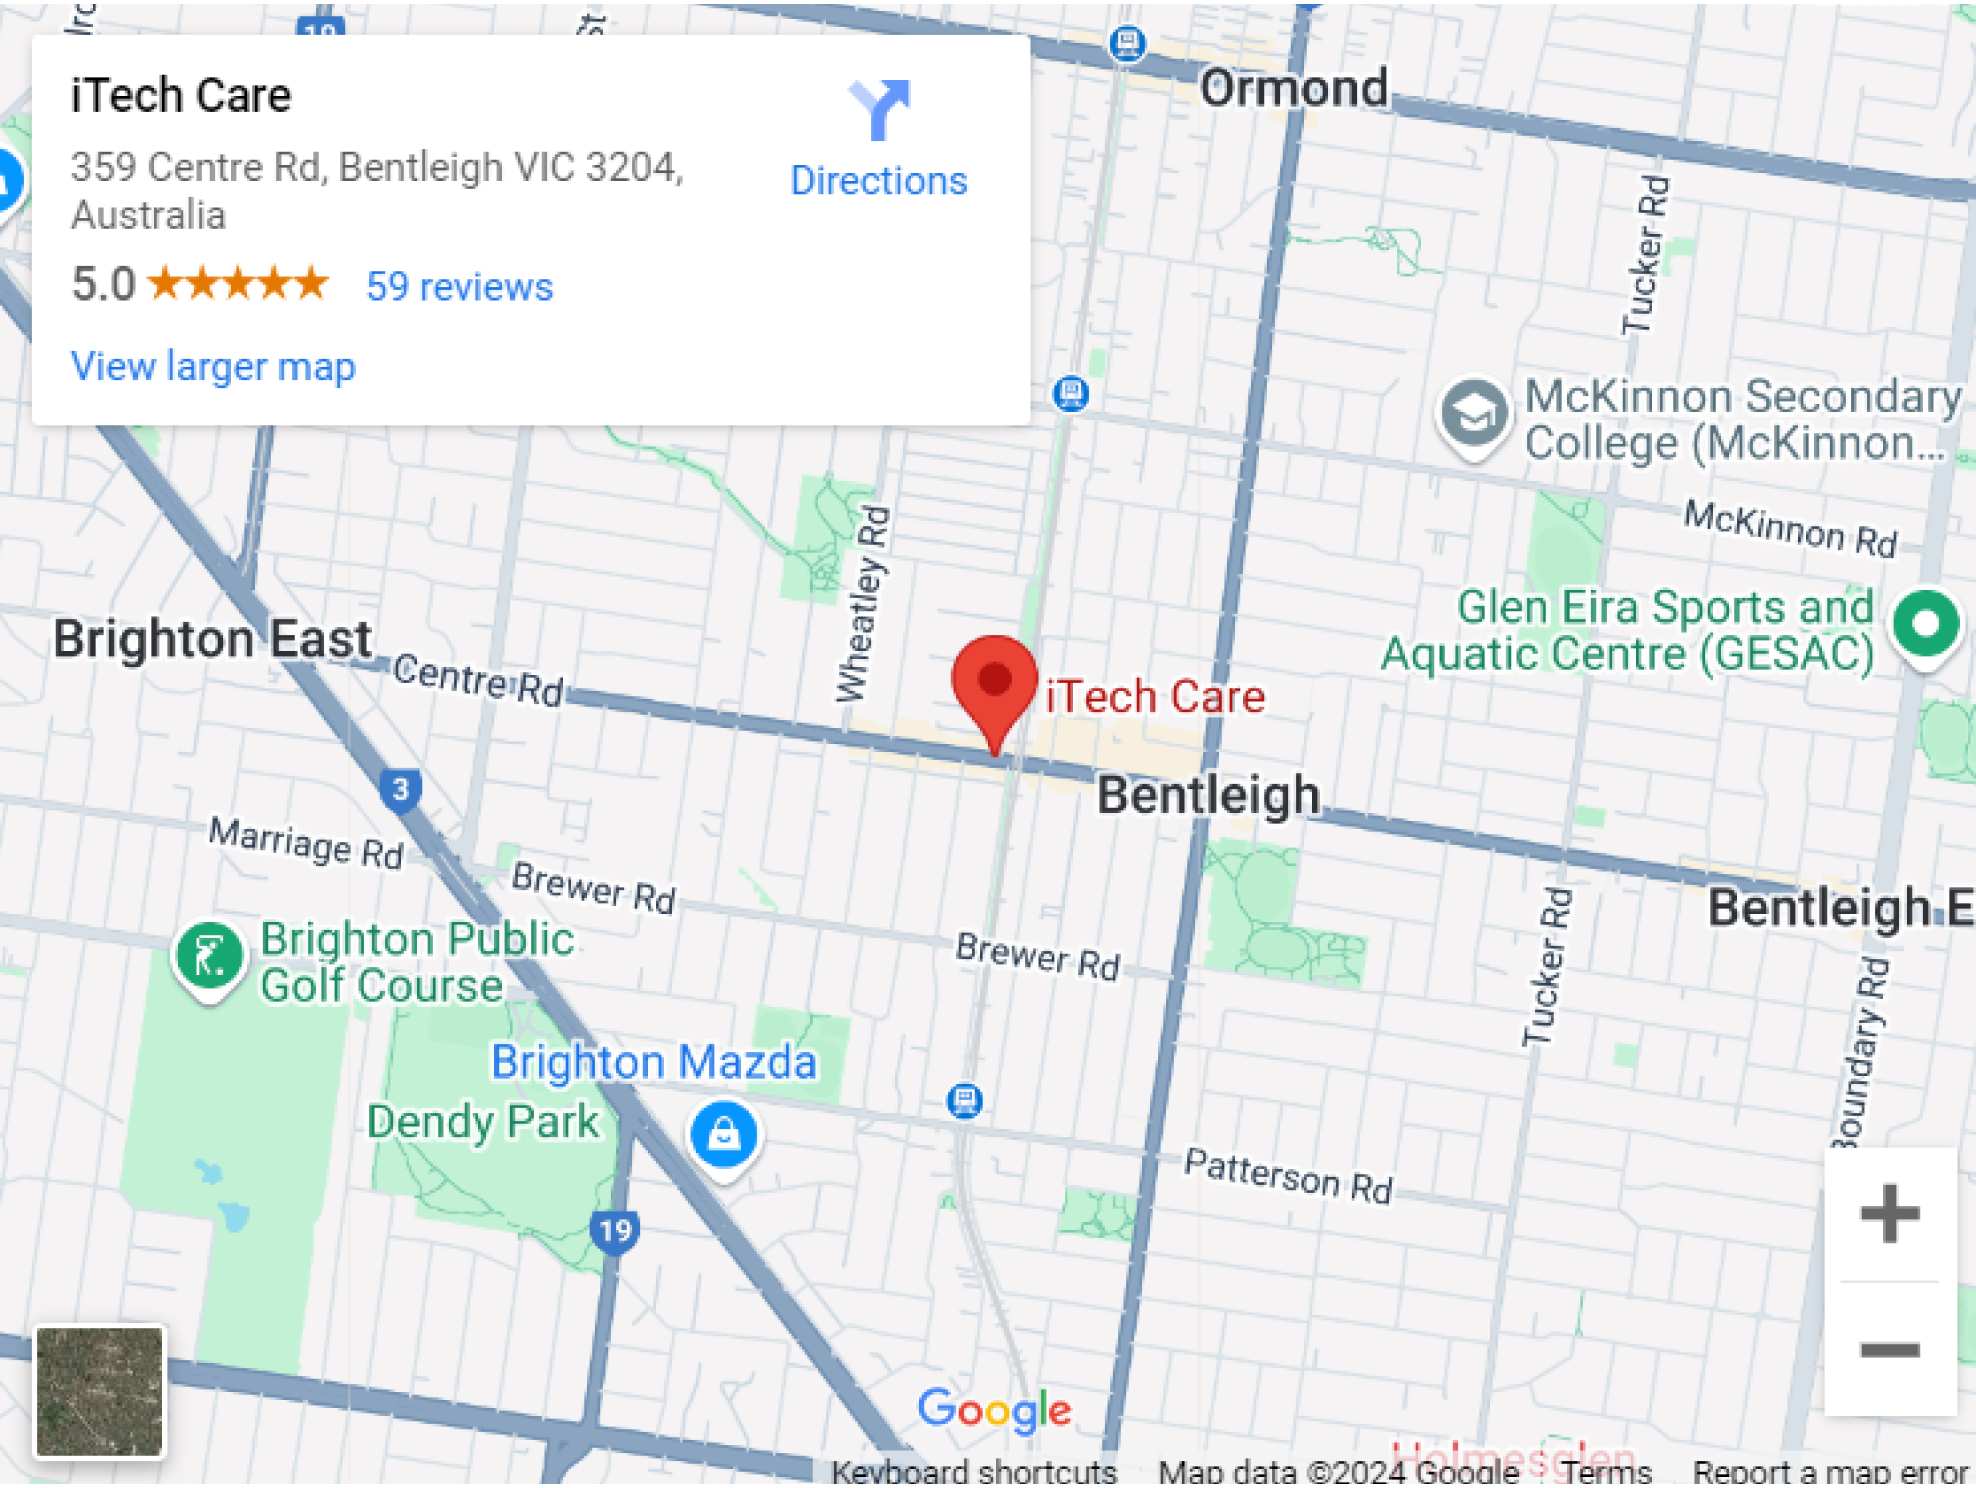 19
iTech Care
359 Centre Rd, Bentleigh VIC 3204,
Australia
Directions
5.0
59 reviews
View larger map
Ormond
Tucker Rd
McKinnon Secondary
College (McKinnon...
McKinnon Rd
Wheatley Rd
Glen Eira Sports and
Aquatic Centre (GESAC)
Brighton East
Centre Rd
iTech Care
3
Bentleigh
Marriage Rd
Brewer Rd
Bentleigh E
Brighton Public
Golf Course
Brewer Rd
Tucker Rd
Boundary Rd
Brighton Mazda
Dendy Park
Patterson Rd
19
Google
Holmesglen
Keyboard shortcuts
Map data ©2024 Google
Terms
Report a map error